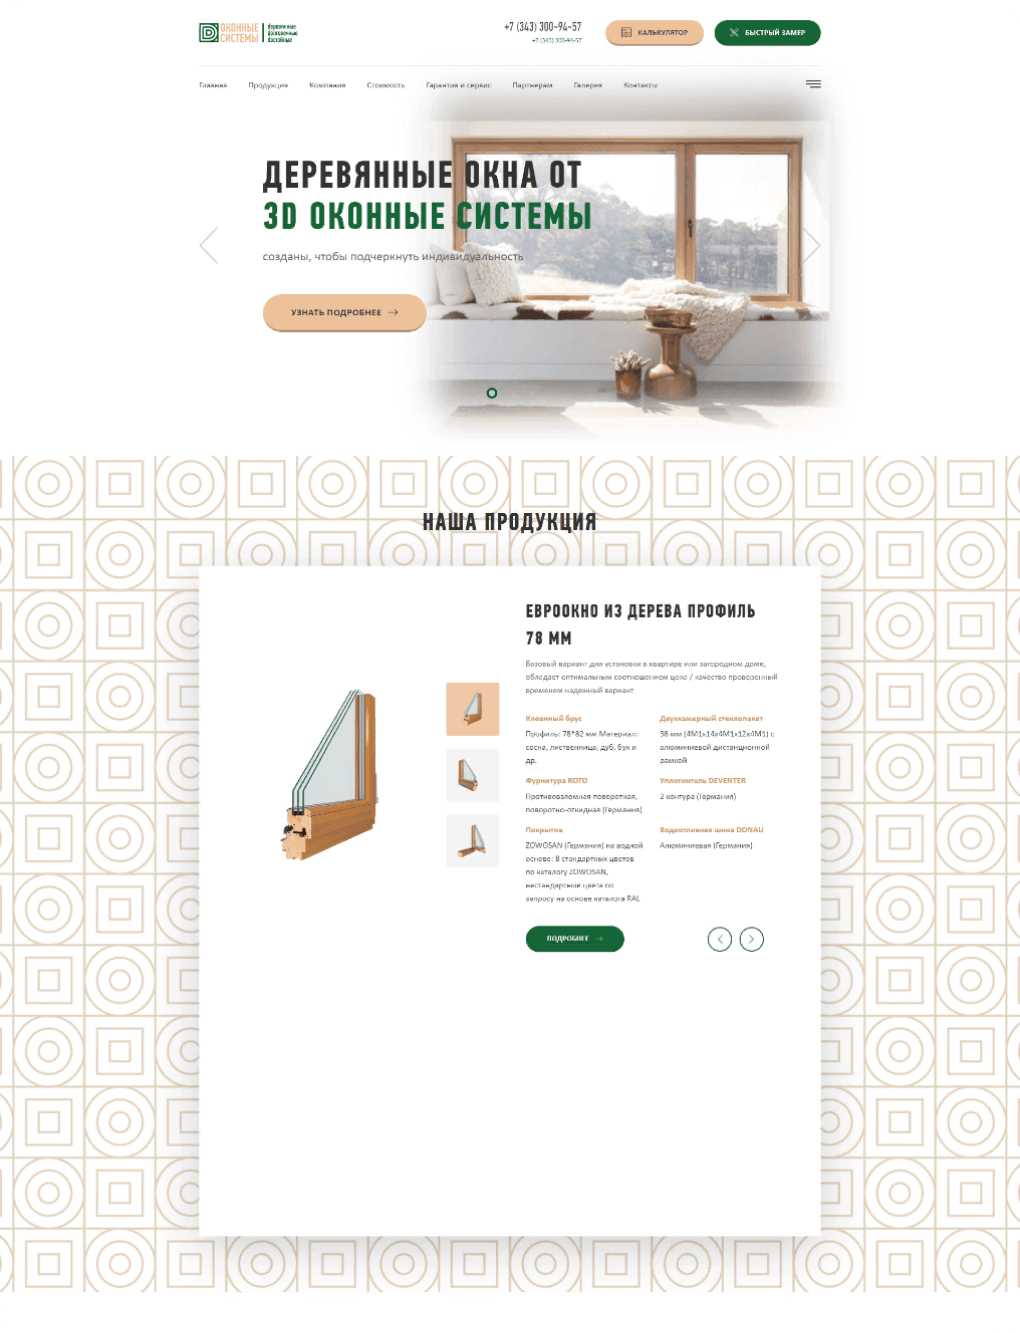 ОКОННЫЕ
СИСТЕМЫ
деревянные
долговечные
достойные
+7 (343) 300-94-57
+7 (343) 300-94-57
КАЛЬКУЛЯТОР
БЫСТРЫЙ ЗАМЕР
Главная Продукция Компания Стоимость Гарантия и сервис Партнерам Галерея Контакты
ДЕРЕВЯННЫЕ ОКНА ОТ
3D ОКОННЫЕ СИСТЕМЫ
созданы, чтобы подчеркнуть индивидуальность
УЗНАТЬ ПОДРОБНЕЕ
НАША ПРОДУКЦИЯ
ЕВРООКНО ИЗ ДЕРЕВА ПРОФИЛЬ
78 ММ
Базовый вариант для установки в квартире или загородном доме,
обладает оптимальным соотношением цена / качество проверенный
временем надежный вариант
Клееный брус
Профиль: 78*82 мм Материал:
сосна, лиственница, дуб, бук и
др.
Двухкамерный стеклопакет
38 мм (4М1х14х4М1х12х4М1) с
алюминиевой дистанционной
рамкой
Фурнитура ROTO
Противовзломная поворотная,
поворотно-откидная (Германия)
Уплотнитель DEVENTER
2 контура (Германия)
Покрытие
ZOWOSAN (Германия) на водной
основе: 8 стандартных цветов
по каталогу ZOWOSAN,
нестандартные цвета по
запросу на основе каталога RAL
Водоотливная шина DONAU
Алюминиевая (Германия)
ПОДРОБНЕЕ